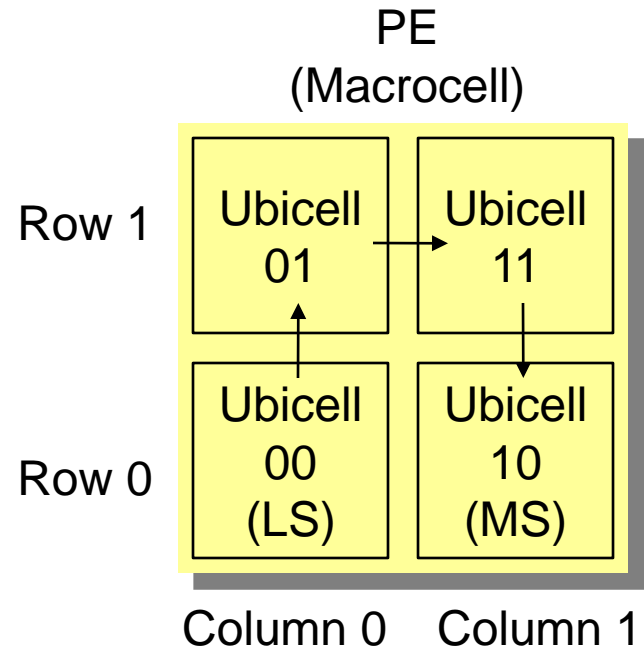 PE
(Macrocell)
Row 1
Ubicell
01
Ubicell
11
Row 0
Ubicell
00
(LS)
Ubicell
10
(MS)
Column 0
Column 1